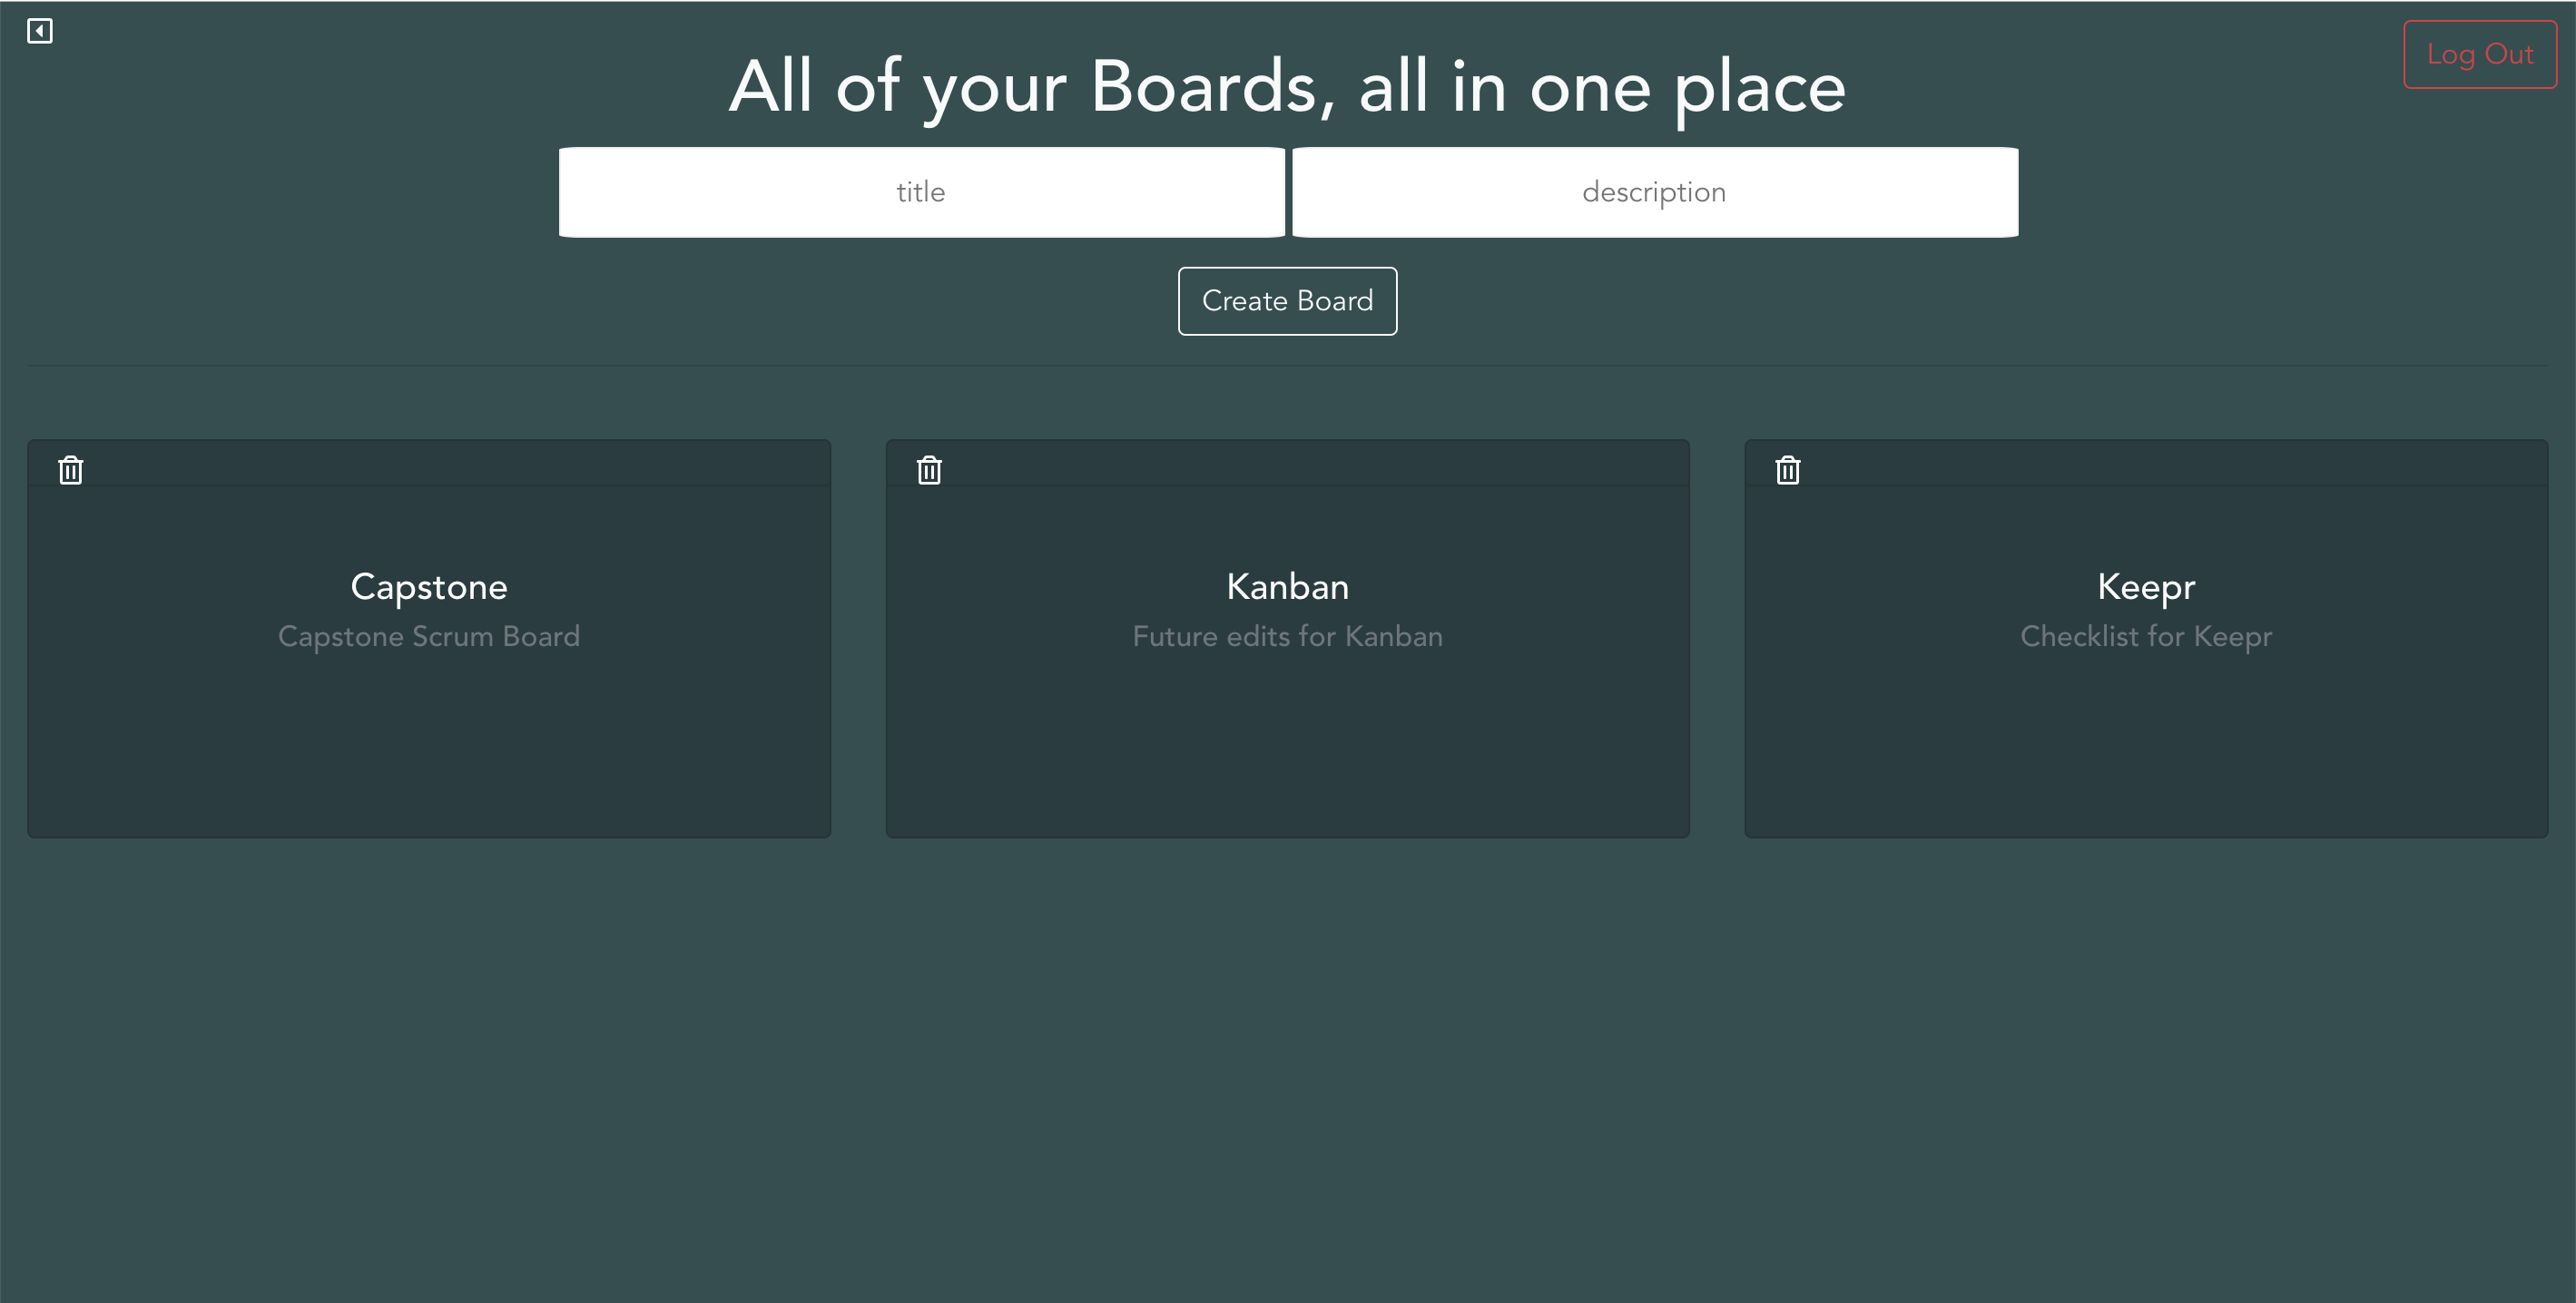 Log Out
All of your Boards, all in one place
title
description
Create Board
Capstone
Capstone Scrum Board
Kanban
Future edits for Kanban
Keepr
Checklist for Keepr